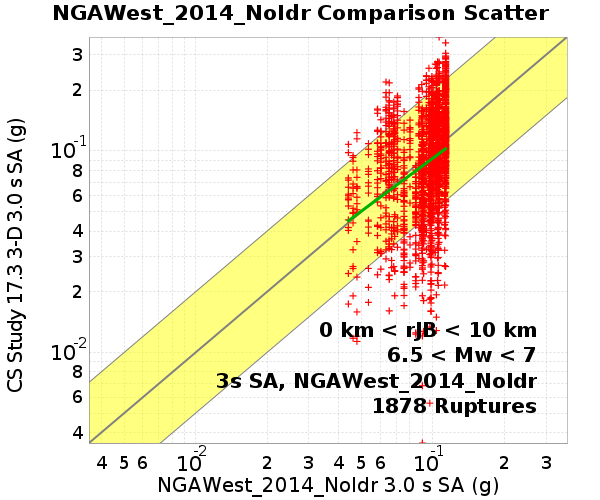 NGAWest_2014_NoIdr Comparison Scatter
CS Study 17.3 3-D 3.0 s SA (g)
3
2
10⁻¹
8
6
4
3
2
10⁻²
8
6
4
0 km < rJB < 10 km
6.5 < Mw < 7
3s SA, NGAWest_2014_NoIdr
1878 Ruptures
4 5 6 10⁻² 2 3 4 5 6 10⁻¹ 2 3
NGAWest_2014_NoIdr 3.0 s SA (g)